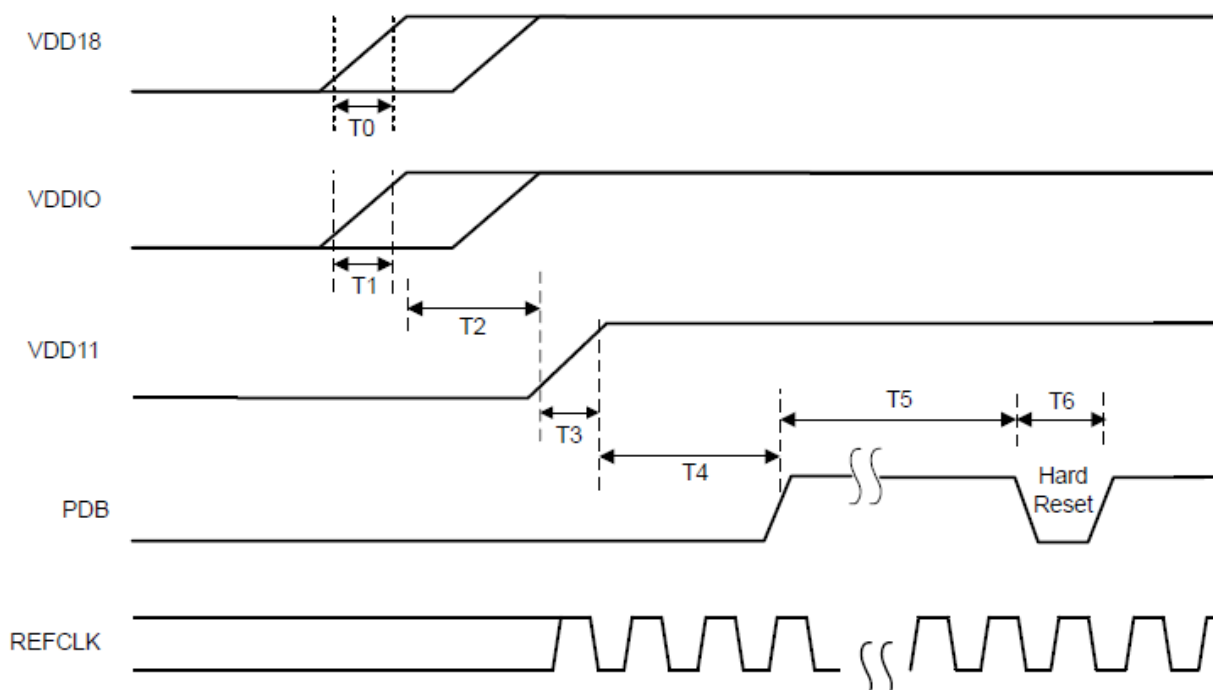 VDD18
T0
VDDIO
T1
T2
VDD11
T3
T4
T5
T6
PDB
Hard
Reset
REFCLK